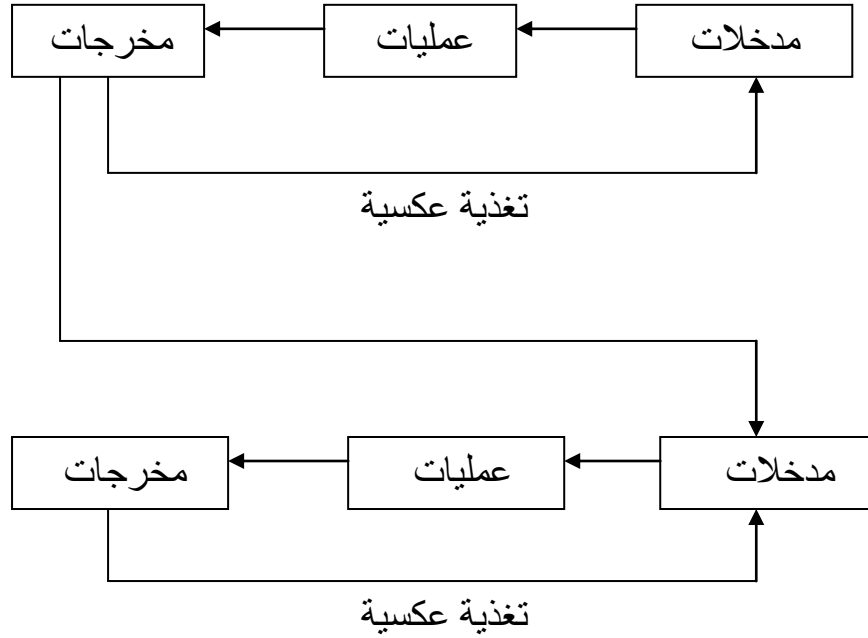 مدخلات
عمليات
مخرجات
تغذية عكسية
مدخلات
عمليات
مخرجات
تغذية عكسية